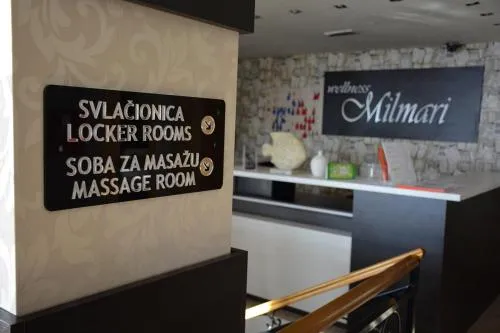 SVLAČIONICA
LOCKER ROOMS
SOBA ZA MASAŽU
MASSAGE ROOM
wellness
Milmari